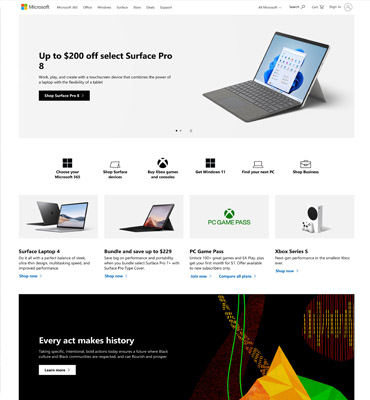 Microsoft
Microsoft 365 Office Windows Surface Xbox Deals Support
All Microsoft Search Cart Sign in
Up to $200 off select Surface Pro
8
Work, play, and create with a touchscreen device that combines the power of
a laptop with the flexibility of a tablet
Shop Surface Pro 8
Choose your
Microsoft 365
Shop Surface
devices
Buy Xbox games
and consoles
Get Windows 11
Find your next PC
Shop Business
PC GAME PASS
Surface Laptop 4
Do it all with a perfect balance of sleek,
ultra-thin design, multitasking speed, and
improved performance.
Shop now
Bundle and save up to $229
Save big on performance and portability
when you bundle select Surface Pro 7+ with
Surface Pro Type Cover.
Shop now
PC Game Pass
Unlock 100+ great games and EA Play, plus
get your first month for $1. Offer available
to new subscribers only.
Join now Compare all plans
Xbox Series S
Next-gen performance in the smallest Xbox
ever.
Shop now
Every act makes history
Taking specific, intentional, bold actions today ensures a future where Black
culture and Black communities are respected, and can flourish and prosper.
Learn more